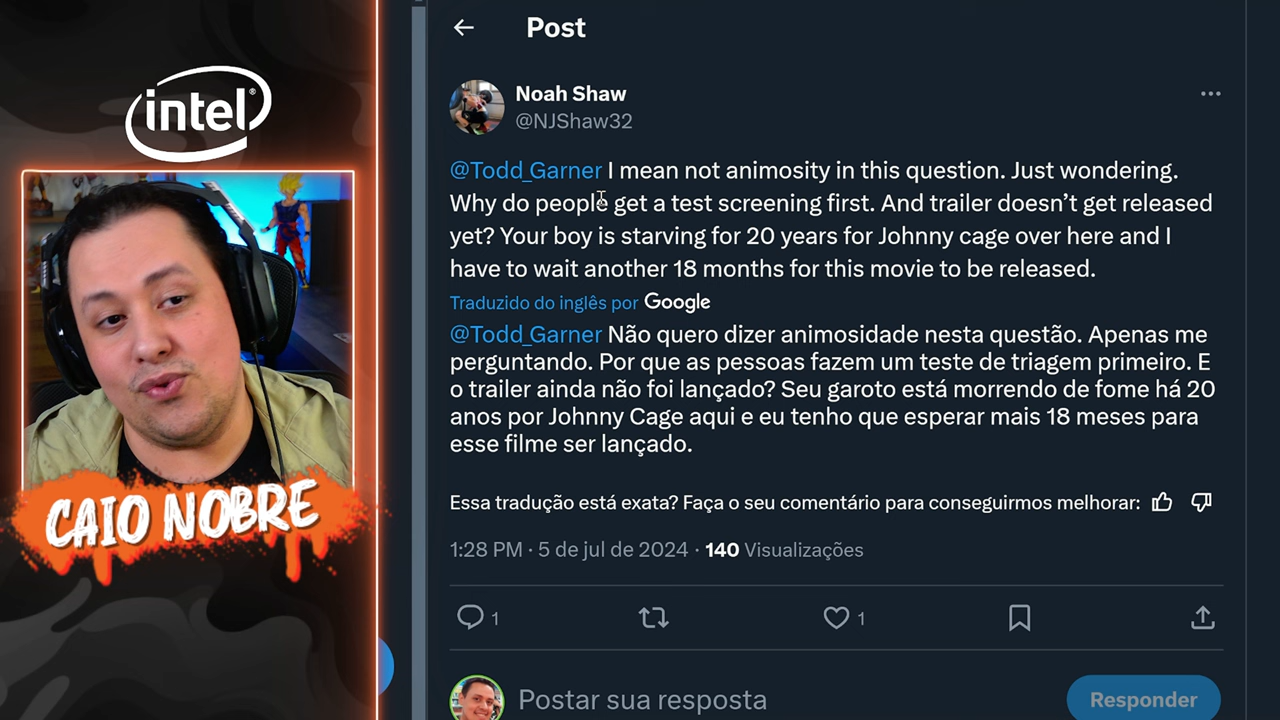 intel®
CAIO NOBRE
Post
Noah Shaw
@NJShaw32
@Todd_Garner I mean not animosity in this question. Just wondering.
Why do people get a test screening first. And trailer doesn’t get released
yet? Your boy is starving for 20 years for Johnny cage over here and I
have to wait another 18 months for this movie to be released.
Traduzido do inglês por Google
@Todd_Garner Não quero dizer animosidade nesta questão. Apenas me
perguntando. Por que as pessoas fazem um teste de triagem primeiro. E
o trailer ainda não foi lançado? Seu garoto está morrendo de fome há 20
anos por Johnny Cage aqui e eu tenho que esperar mais 18 meses para
esse filme ser lançado.
Essa tradução está exata? Faça o seu comentário para conseguirmos melhorar:
1:28 PM · 5 de jul de 2024 · 140 Visualizações
1 1
Postar sua resposta
Responder